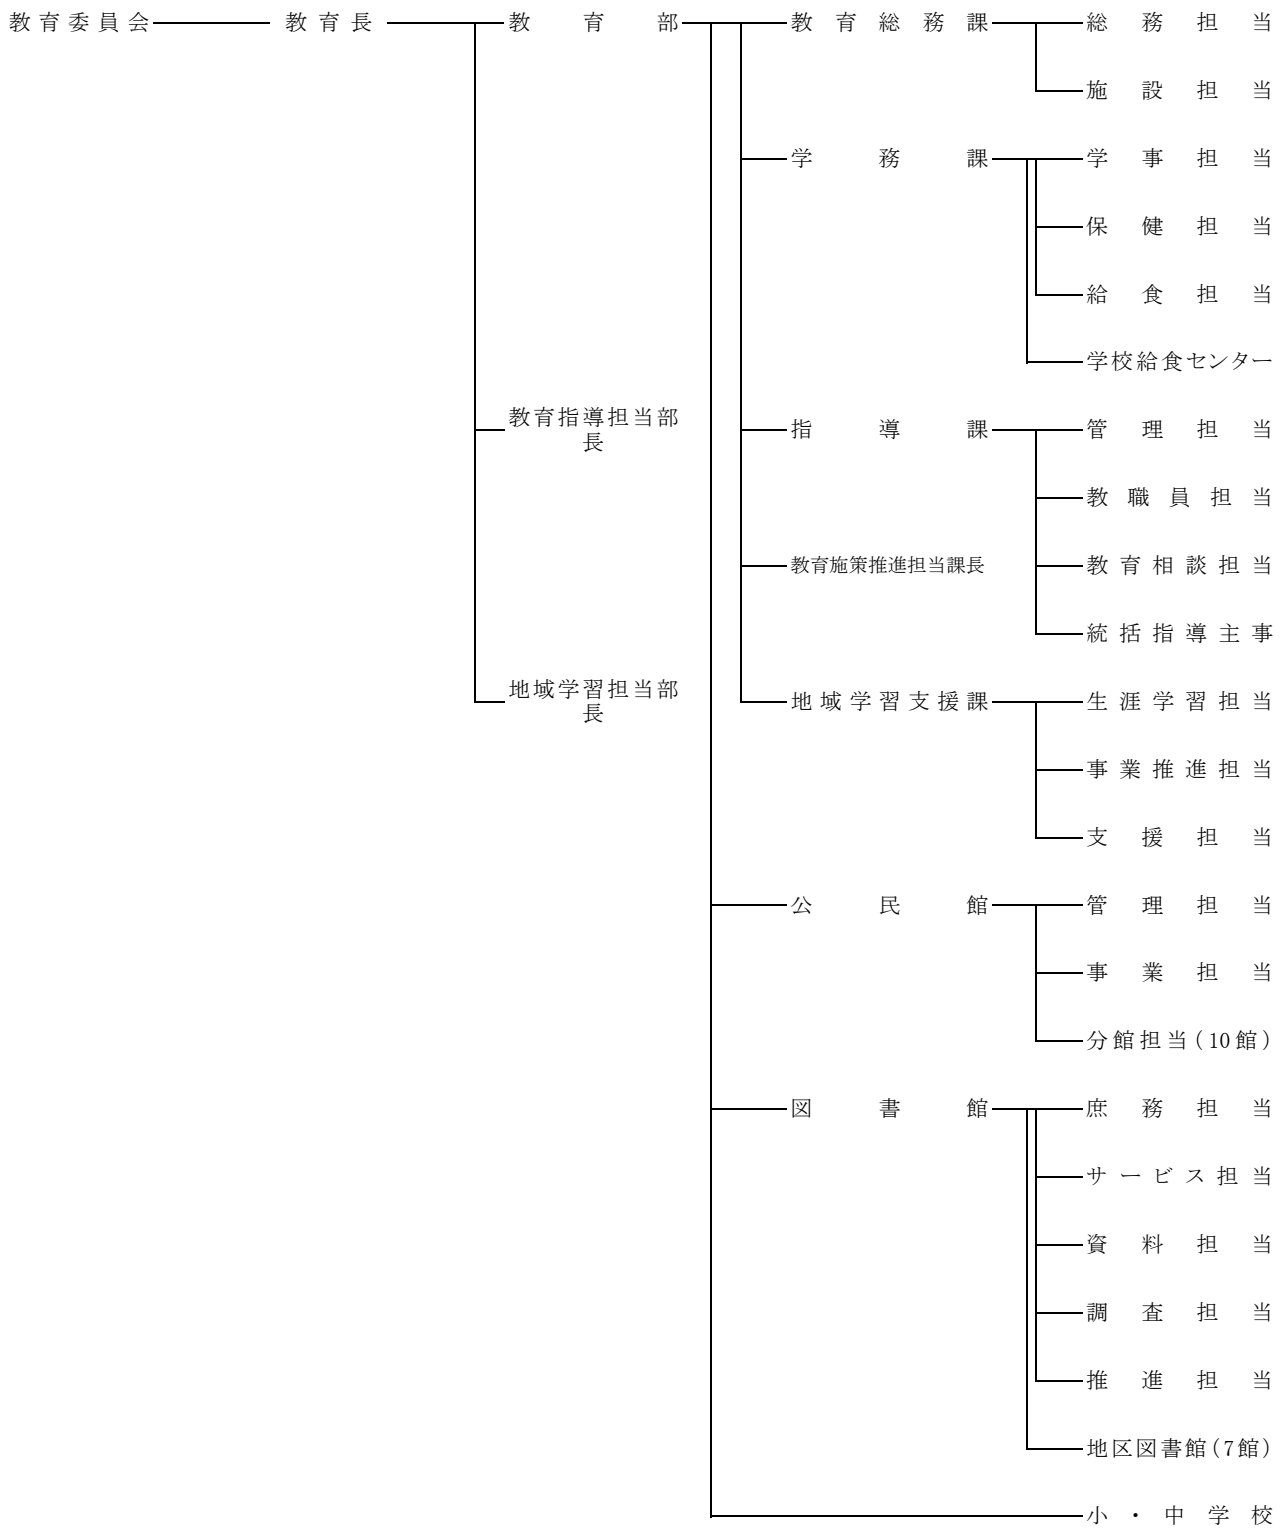 教育委員会 教育長 教育部 教育総務課 総務担当
施設担当
学務課 学事担当
保健担当
給食担当
学校給食センター
教育指導担当部
長
指導課 管理担当
教職員担当
教育施策推進担当課長 教育相談担当
統括指導主事
地域学習担当部
長
地域学習支援課 生涯学習担当
事業推進担当
支援担当
公民館 管理担当
事業担当
分館担当(10館)
図書館 庶務担当
サービス担当
資料担当
調査担当
推進担当
地区図書館(7館)
小・中学校